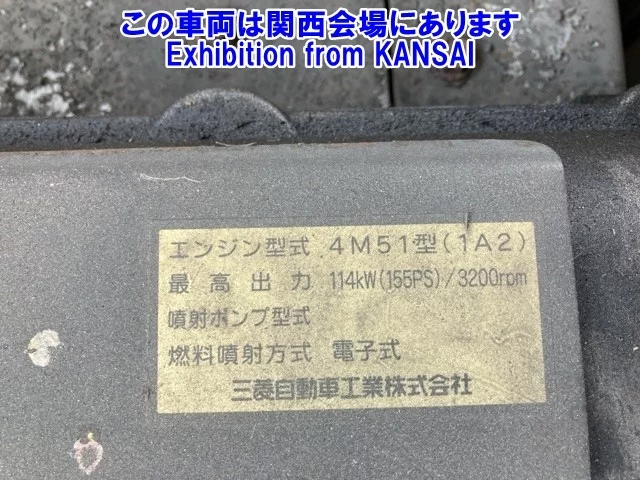 この車両は関西会場にあります
Exhibition from KANSAI
エンジン型式 4M51型(1A2)
最高出力 114kW(155PS)/3200rpm
噴射ポンプ型式
燃料噴射方式 電子式
三菱自動車工業株式会社